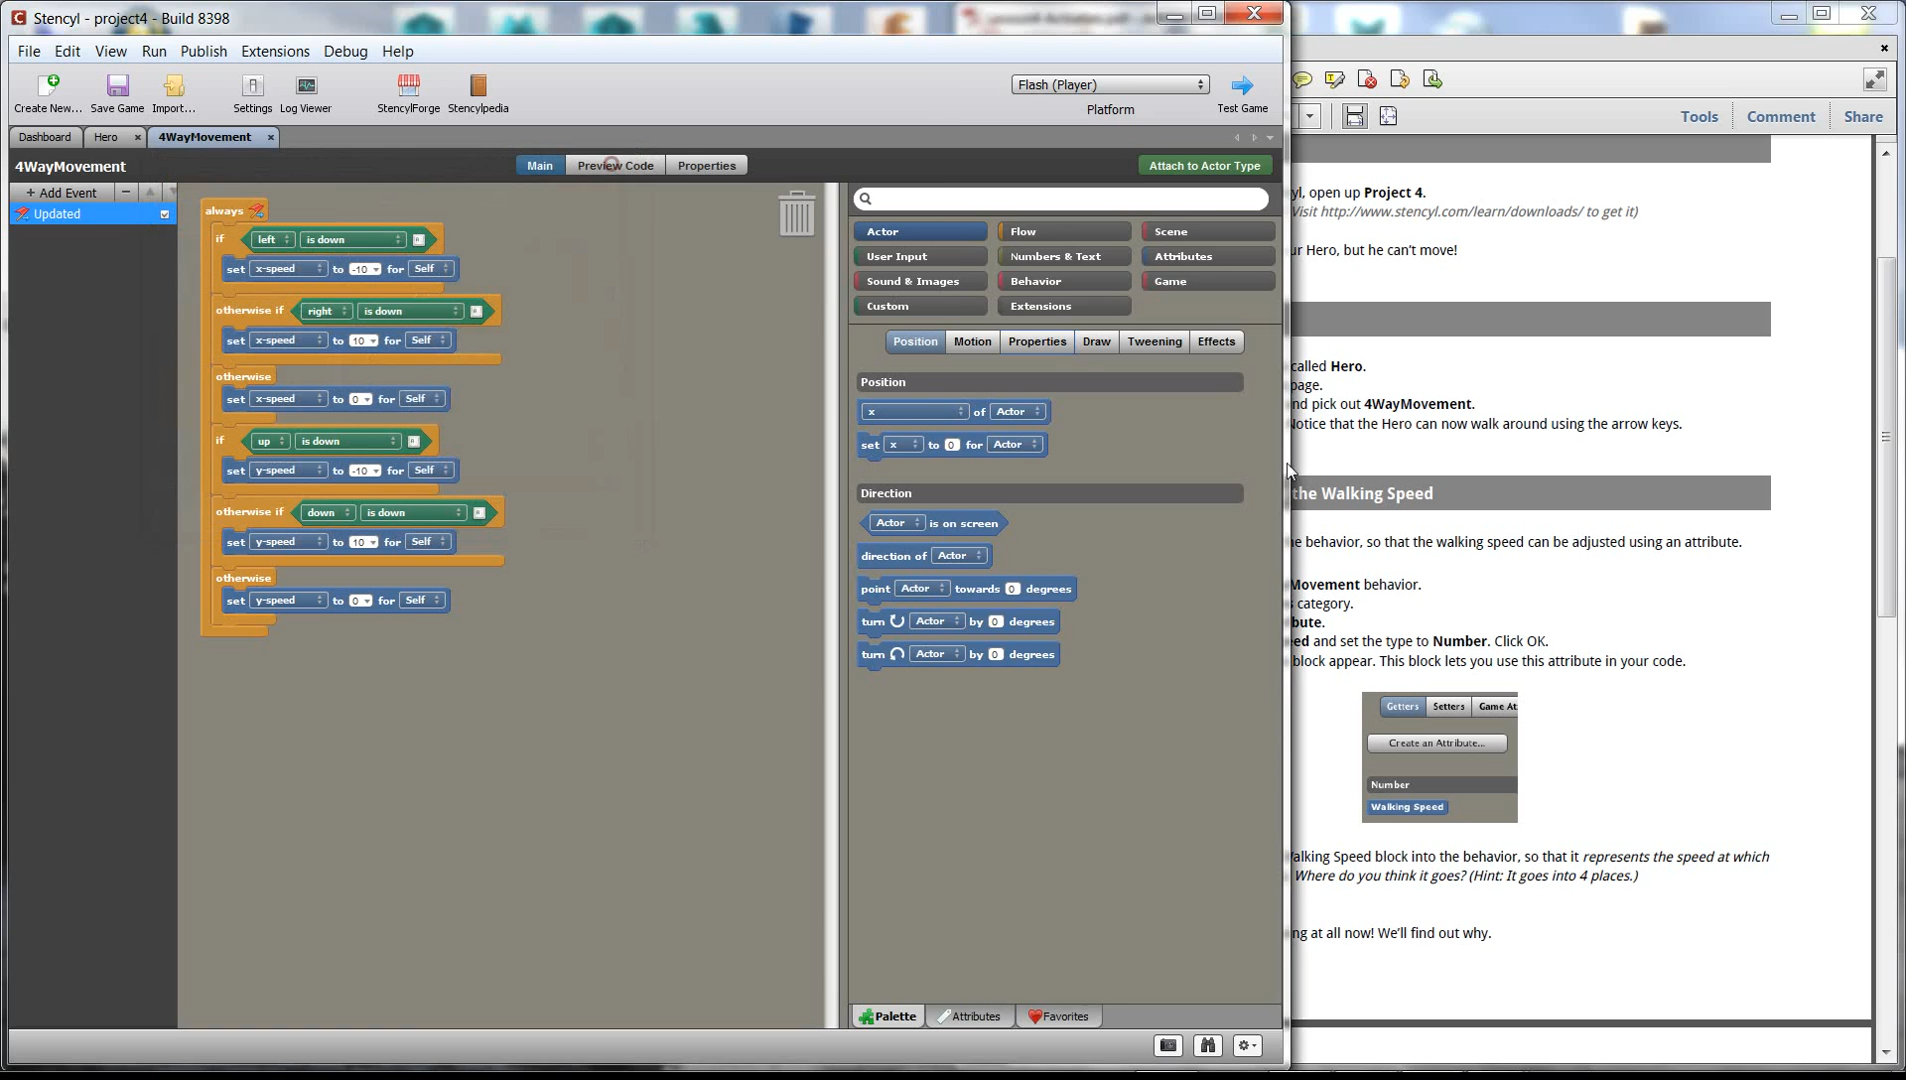 Stencyl - project4 - Build 8398
File Edit View Run Publish Extensions Debug Help
Create New... Save Game Import... Settings Log Viewer StencylForge Stencylpedia
Flash (Player)
Platform
Test Game
Dashboard Hero 4WayMovement
4WayMovement
Main Preview Code Properties
Attach to Actor Type
+ Add Event
Updated
always
if left is down
set x-speed to -10 for Self
otherwise if right is down
set x-speed to 10 for Self
otherwise
set x-speed to 0 for Self
if up is down
set y-speed to -10 for Self
otherwise if down is down
set y-speed to 10 for Self
otherwise
set y-speed to 0 for Self
Actor Flow Scene
User Input Numbers & Text Attributes
Sound & Images Behavior Game
Custom Extensions
Position Motion Properties Draw Tweening Effects
Position
x of Actor
set x to 0 for Actor
Direction
Actor is on screen
direction of Actor
point Actor towards 0 degrees
turn Actor by 0 degrees
turn Actor by 0 degrees
Palette Attributes Favorites
Tools Comment Share
yl, open up Project 4.
Visit http://www.stencyl.com/learn/downloads/ to get it)
ur Hero, but he can't move!
called Hero.
page.
nd pick out 4WayMovement.
Notice that the Hero can now walk around using the arrow keys.
the Walking Speed
he behavior, so that the walking speed can be adjusted using an attribute.
Movement behavior.
s category.
bute.
eed and set the type to Number. Click OK.
block appear. This block lets you use this attribute in your code.
Getters Setters Game At
Create an Attribute...
Number
Walking Speed
Walking Speed block into the behavior, so that it represents the speed at which
Where do you think it goes? (Hint: It goes into 4 places.)
ng at all now! We'll find out why.